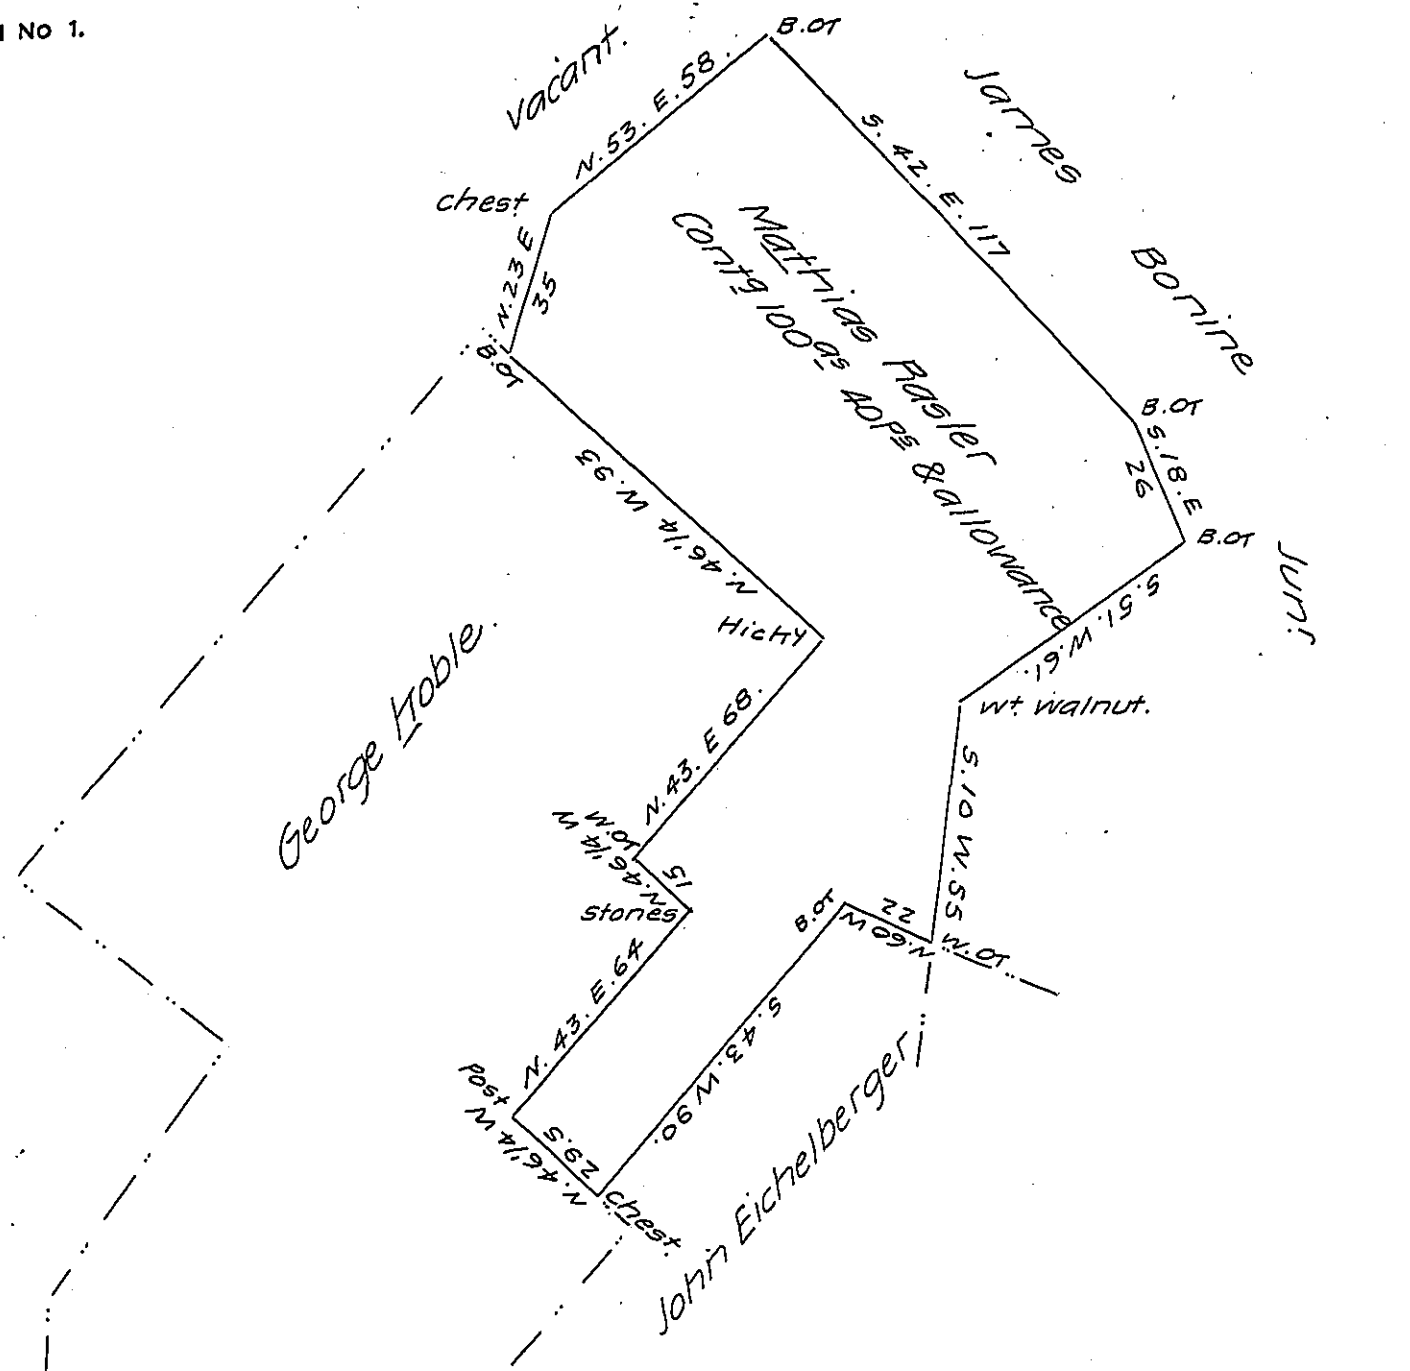 No 1.
vacant.
B.OT
N.53. E.58.
James
Bonine
Jun!
S. 42. E. 117
chest
N.23 E
35
B.OT
Mathias Rasler
Contg 100as 40Ps & allowance
B.OT
S.18.E
26
B.OT
N.46 1/4 W.93
S.51.W.61.
Hicky
wt. walnut.
George Hoble.
N.43. E 68.
S.10 W.55
W.O.T
N.46 1/4 W
15
stones
B.OT
22
N.60 W
W.OT
N. 43. E.64
S.43.W 90.
Post
29.5
N.46 1/4 W
chest.
John Eichelberger